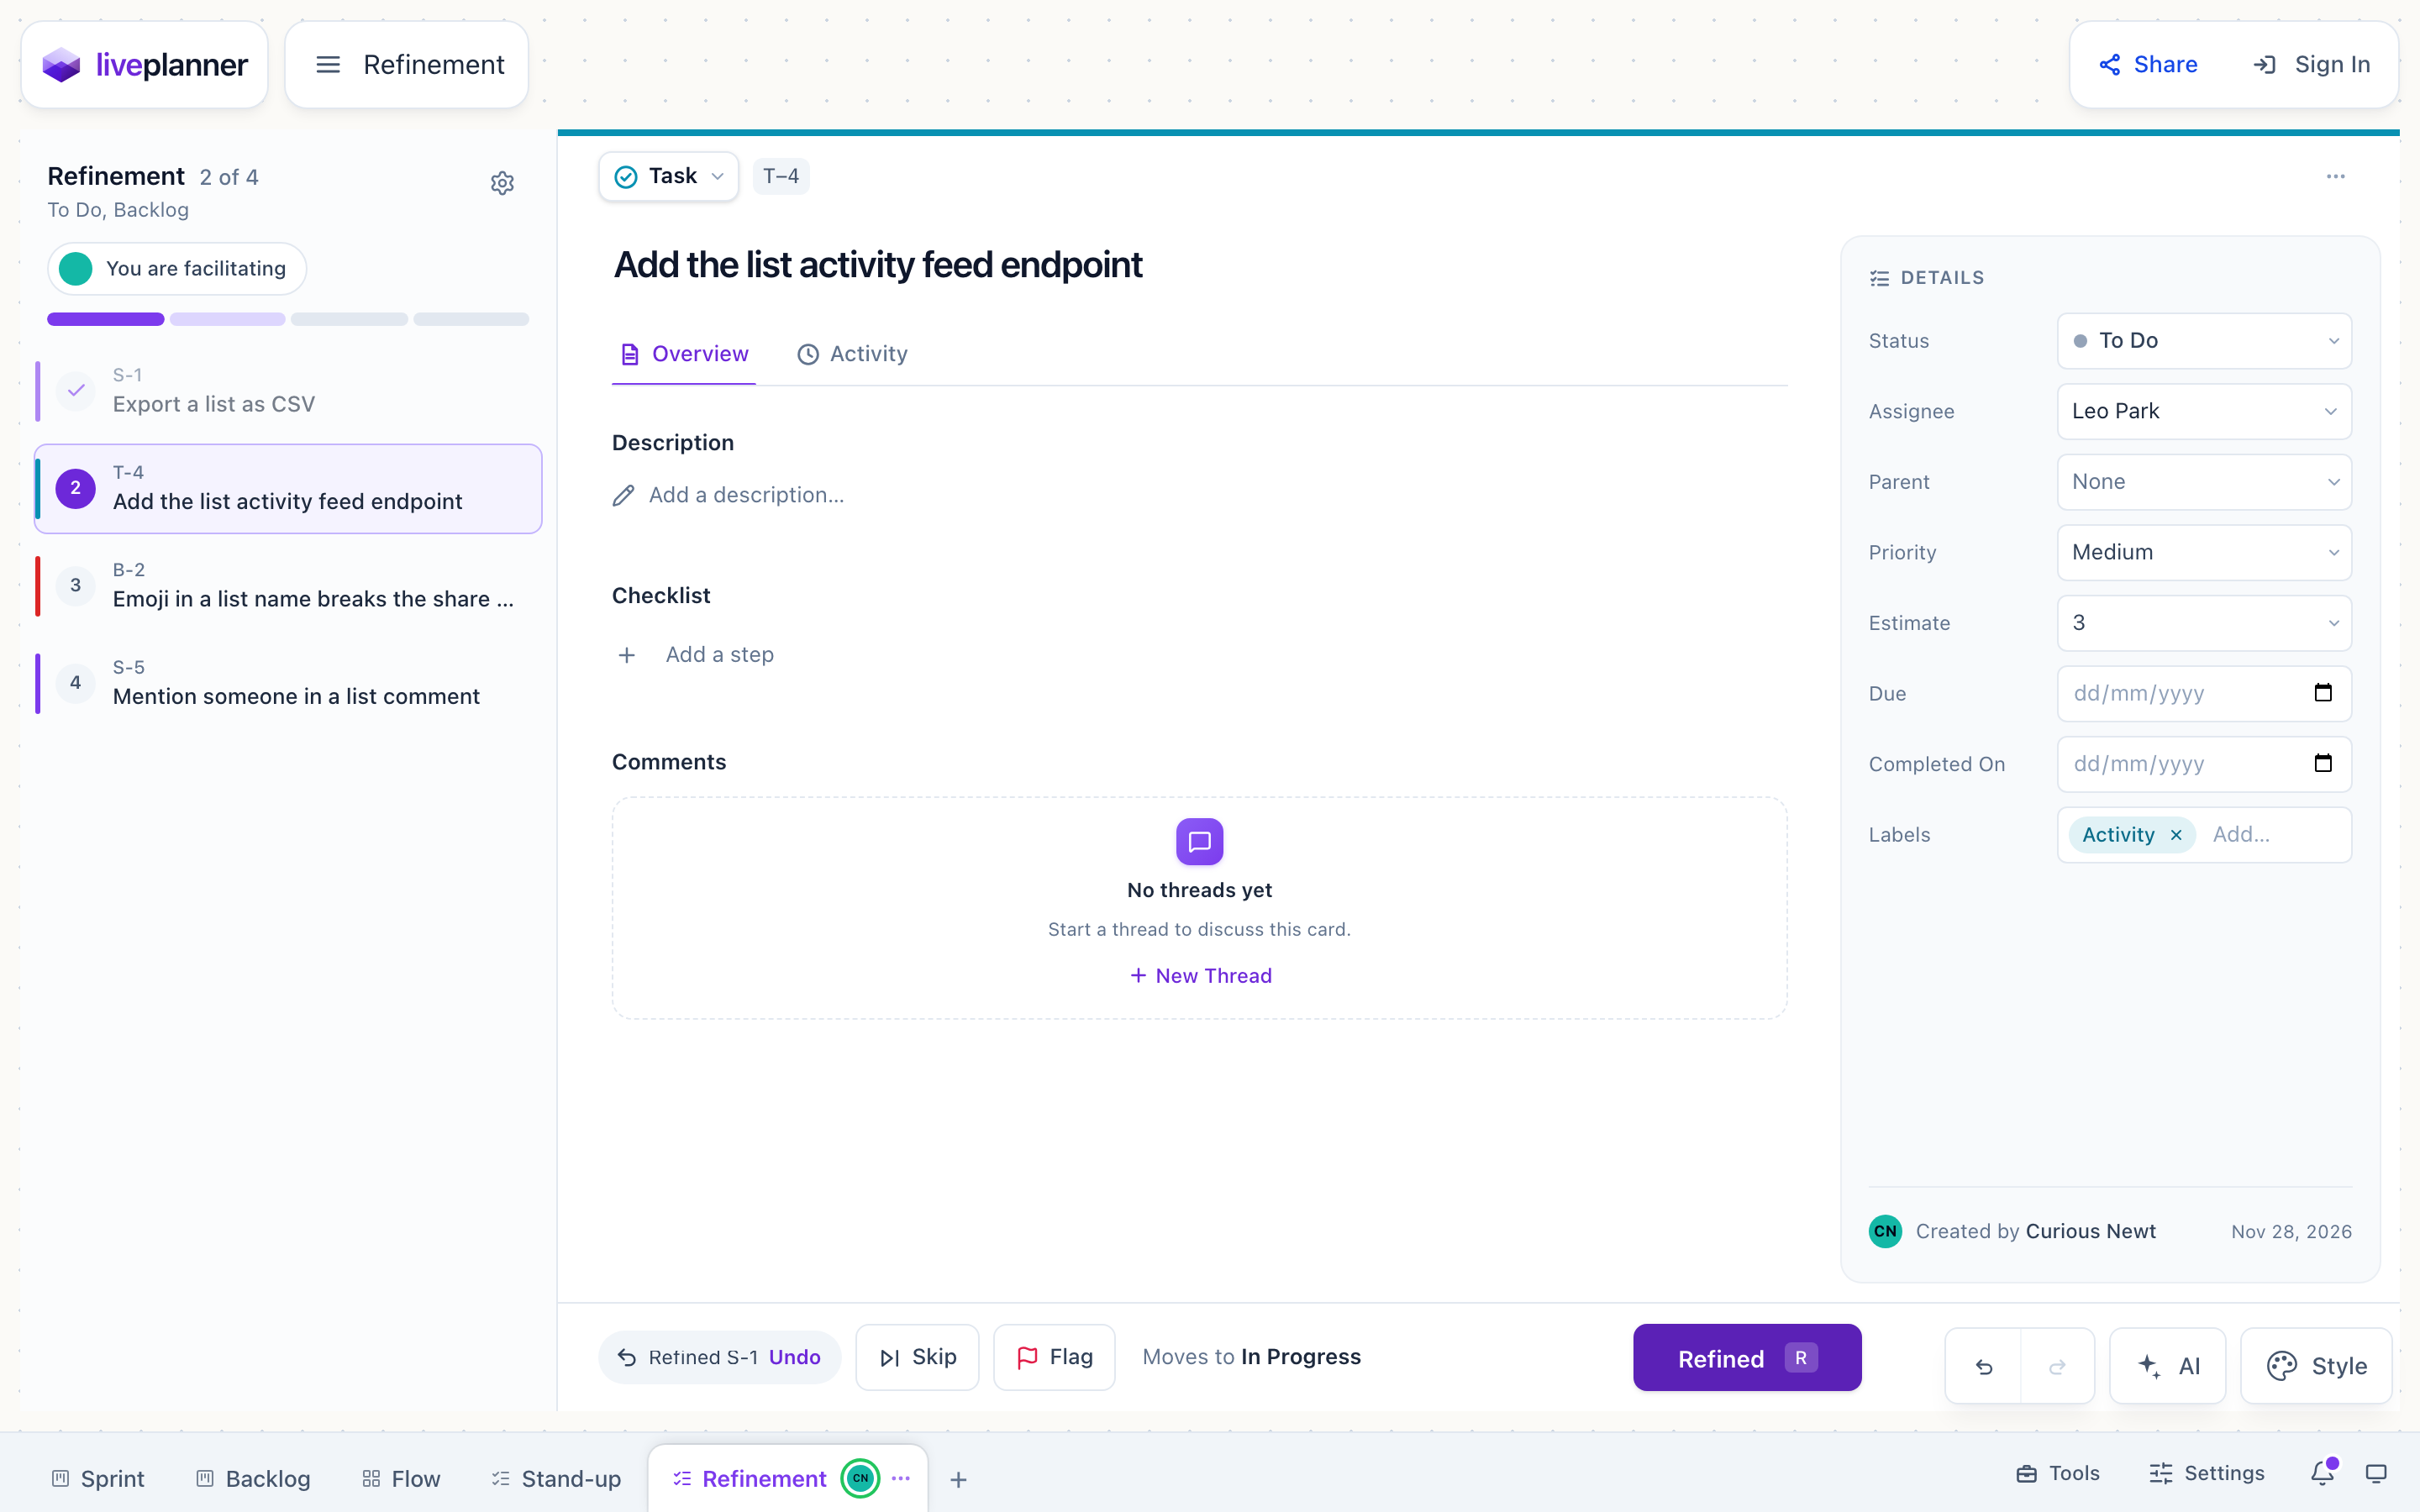 liveplanner
Refinement
Share
Sign In
Refinement 2 of 4
To Do, Backlog
You are facilitating
S-1
Export a list as CSV
2
T-4
Add the list activity feed endpoint
3
B-2
Emoji in a list name breaks the share ...
4
S-5
Mention someone in a list comment
Task
T–4
Add the list activity feed endpoint
Overview
Activity
Description
Add a description...
Checklist
Add a step
Comments
No threads yet
Start a thread to discuss this card.
+ New Thread
DETAILS
Status
To Do
Assignee
Leo Park
Parent
None
Priority
Medium
Estimate
3
Due
dd/mm/yyyy
Completed On
dd/mm/yyyy
Labels
Activity ×
Add...
CN Created by Curious Newt
Nov 28, 2026
Refined S-1 Undo
Skip
Flag
Moves to In Progress
Refined R
AI
Style
Sprint
Backlog
Flow
Stand-up
Refinement CN
Tools
Settings